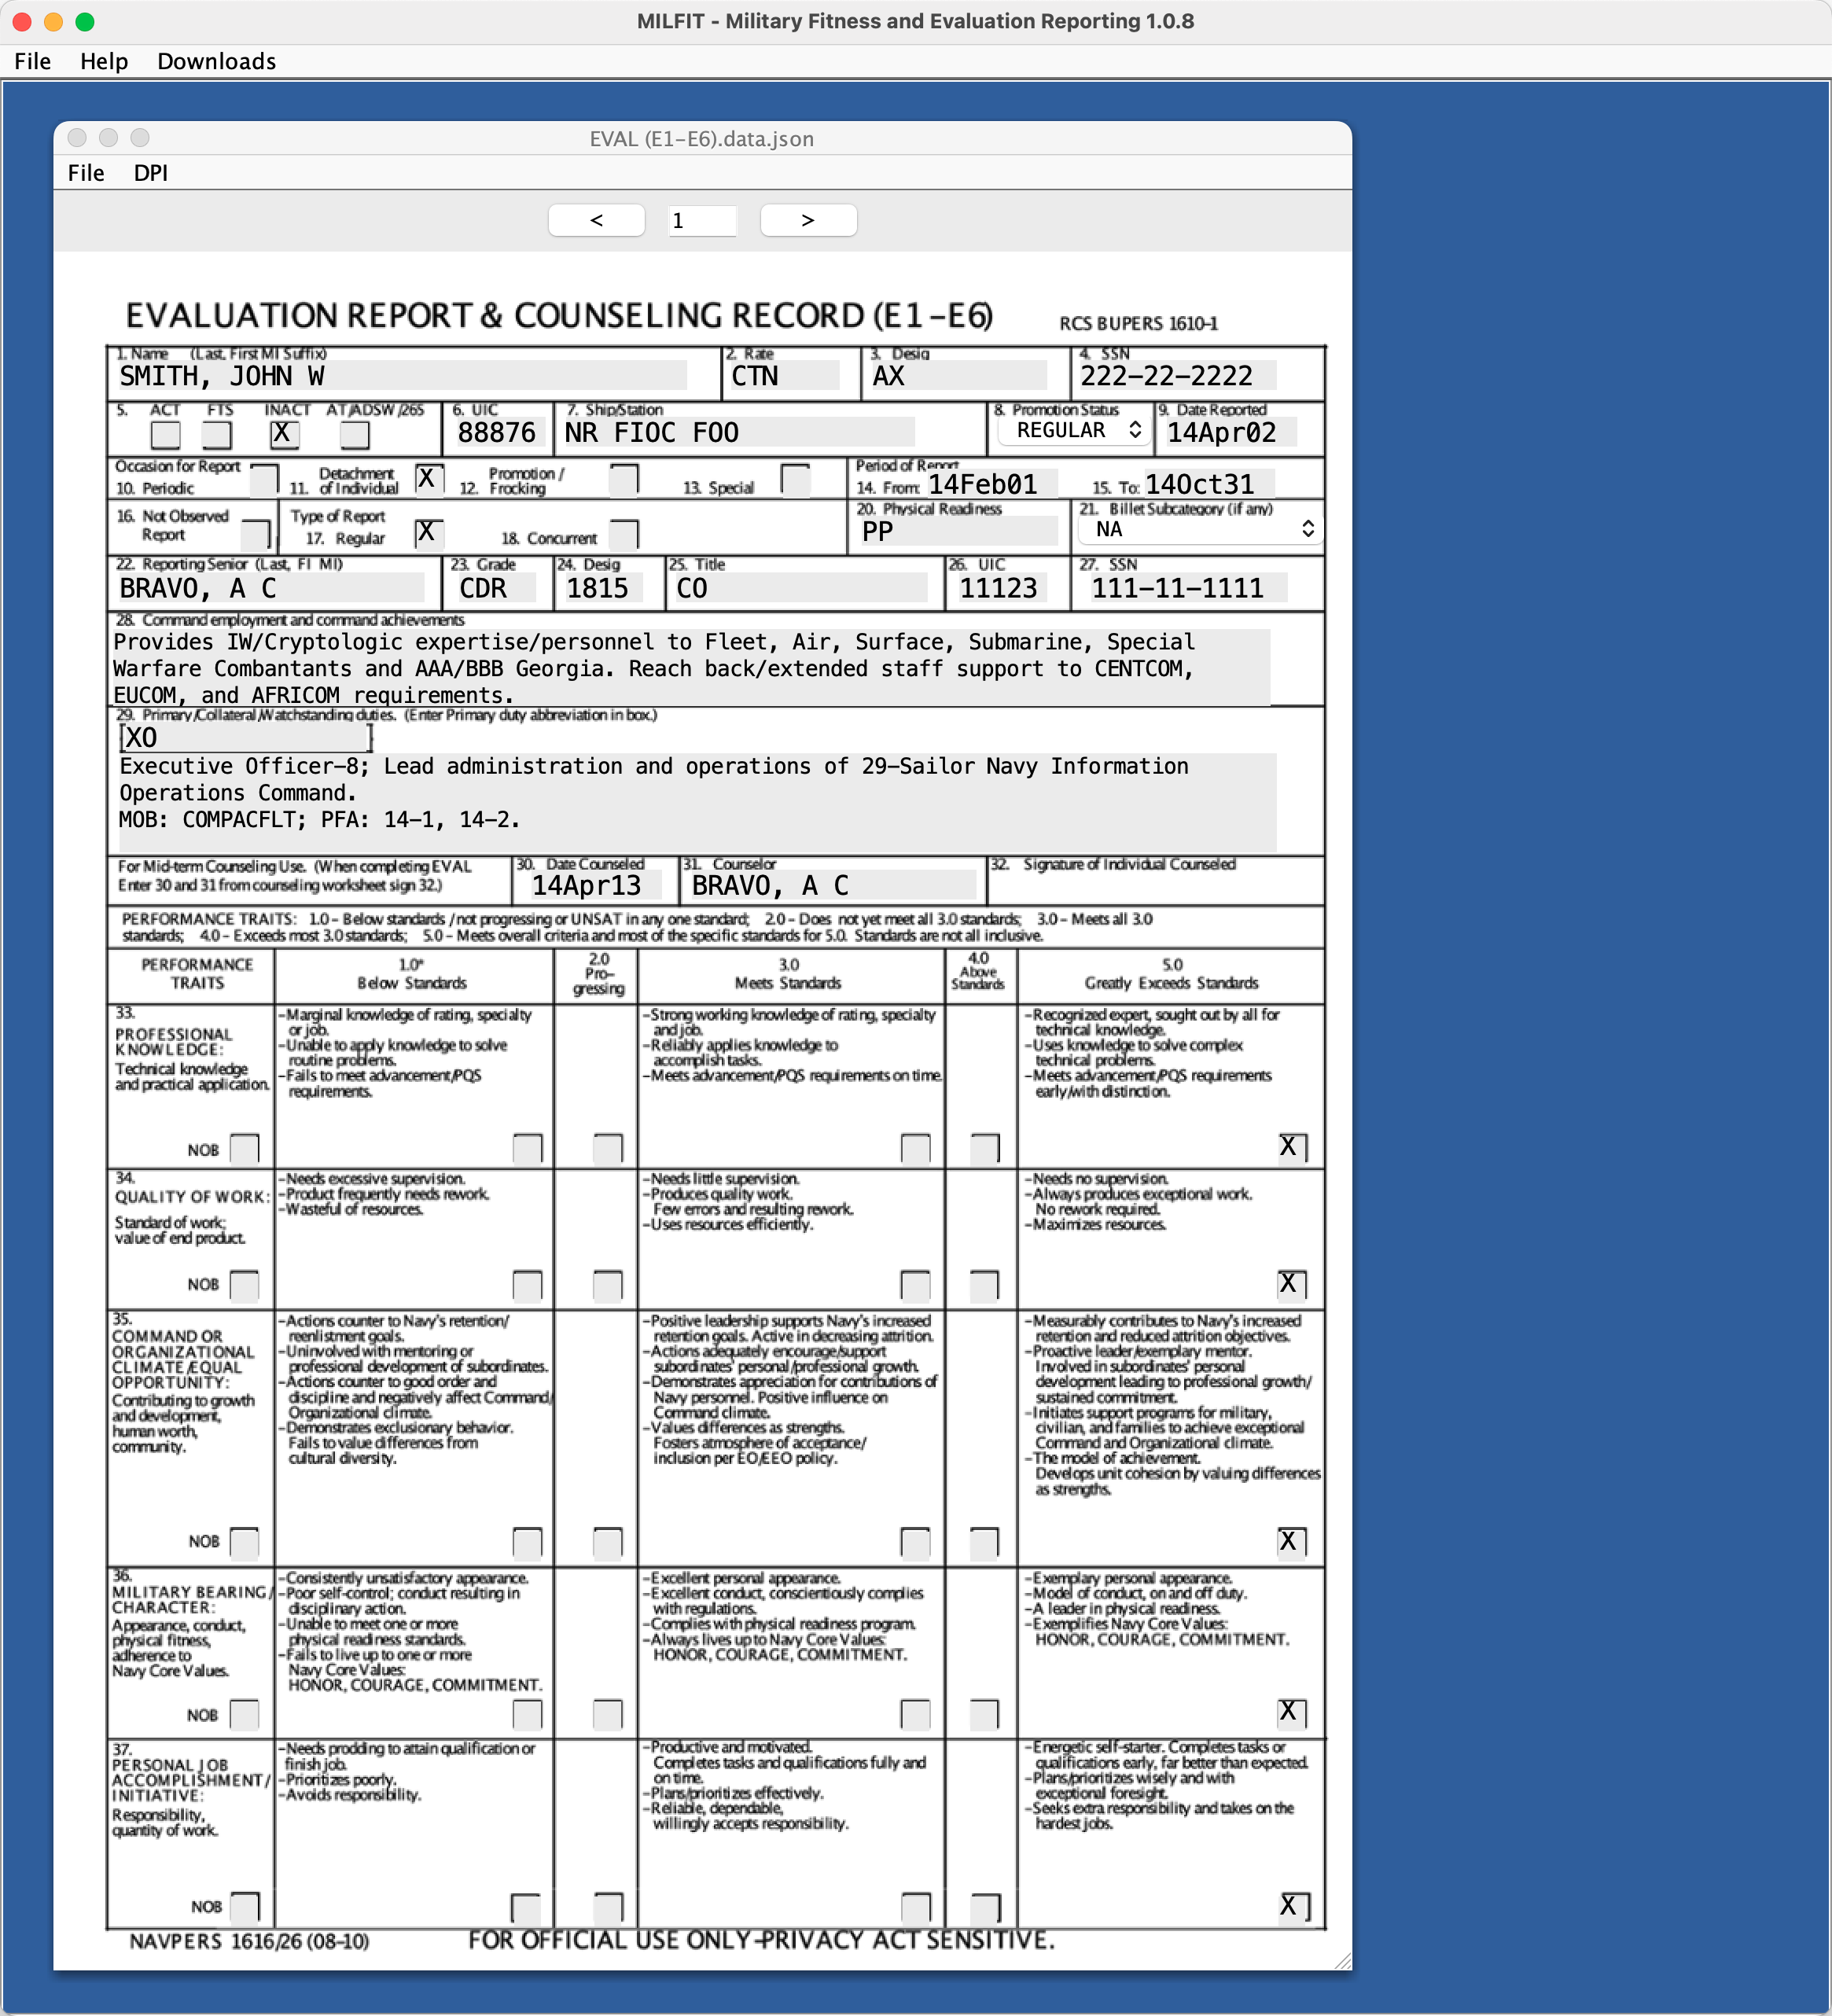 MILFIT - Military Fitness and Evaluation Reporting 1.0.8
File Help Downloads
EVAL (E1-E6).data.json
File DPI
< 1 >
EVALUATION REPORT & COUNSELING RECORD (E1-E6) RCS BUPERS 1610-1
1. Name (Last, First MI Suffix) 2. Rate 3. Desig 4. SSN
SMITH, JOHN W CTN AX 222-22-2222
5. ACT FTS INACT AT/ADSW/265 6. UIC 7. Ship/Station 8. Promotion Status 9. Date Reported
X 88876 NR FIOC FOO REGULAR 14Apr02
Occasion for Report Detachment Promotion/ Period of Report
10. Periodic 11. of Individual X 12. Frocking 13. Special 14. From: 14Feb01 15. To: 14Oct31
16. Not Observed Type of Report 20. Physical Readiness 21. Billet Subcategory (if any)
Report 17. Regular X 18. Concurrent PP NA
22. Reporting Senior (Last, FI MI) 23. Grade 24. Desig 25. Title 26. UIC 27. SSN
BRAVO, A C CDR 1815 CO 11123 111-11-1111
28. Command employment and command achievements
Provides IW/Cryptologic expertise/personnel to Fleet, Air, Surface, Submarine, Special
Warfare Combantants and AAA/BBB Georgia. Reach back/extended staff support to CENTCOM,
EUCOM, and AFRICOM requirements.
29. Primary/Collateral/Watchstanding duties. (Enter Primary duty abbreviation in box.)
XO
Executive Officer-8; Lead administration and operations of 29-Sailor Navy Information
Operations Command.
MOB: COMPACFLT; PFA: 14-1, 14-2.
For Mid-term Counseling Use. (When completing EVAL 30. Date Counseled 31. Counselor 32. Signature of Individual Counseled
Enter 30 and 31 from counseling worksheet sign 32.) 14Apr13 BRAVO, A C
PERFORMANCE TRAITS: 1.0 - Below standards/not progressing or UNSAT in any one standard; 2.0 - Does not yet meet all 3.0 standards; 3.0 - Meets all 3.0
standards; 4.0 - Exceeds most 3.0 standards; 5.0 - Meets overall criteria and most of the specific standards for 5.0. Standards are not all inclusive.
PERFORMANCE TRAITS
1.0* Below Standards
2.0 Pro-
gressing
3.0 Meets Standards
4.0 Above Standards
5.0 Greatly Exceeds Standards
33.
PROFESSIONAL
KNOWLEDGE:
Technical knowledge
and practical application.
NOB
-Marginal knowledge of rating, specialty
or job.
-Unable to apply knowledge to solve
routine problems.
-Fails to meet advancement/PQS
requirements.
-Strong working knowledge of rating, specialty
and job.
-Reliably applies knowledge to
accomplish tasks.
-Meets advancement/PQS requirements on time.
-Recognized expert, sought out by all for
technical knowledge.
-Uses knowledge to solve complex
technical problems.
-Meets advancement/PQS requirements
early/with distinction.
X
34.
QUALITY OF WORK:
Standard of work;
value of end product.
NOB
-Needs excessive supervision.
-Product frequently needs rework.
-Wasteful of resources.
-Needs little supervision.
-Produces quality work.
Few errors and resulting rework.
-Uses resources efficiently.
-Needs no supervision.
-Always produces exceptional work.
No rework required.
-Maximizes resources.
X
35.
COMMAND OR
ORGANIZATIONAL
CLIMATE/EQUAL
OPPORTUNITY:
Contributing to growth
and development,
human worth,
community.
NOB
-Actions counter to Navy's retention/
reenlistment goals.
-Uninvolved with mentoring or
professional development of subordinates.
-Actions counter to good order and
discipline and negatively affect Command/
Organizational climate.
-Demonstrates exclusionary behavior.
Fails to value differences from
cultural diversity.
-Positive leadership supports Navy's increased
retention goals. Active in decreasing attrition.
-Actions adequately encourage/support
subordinates' personal/professional growth.
-Demonstrates appreciation for contributions of
Navy personnel. Positive influence on
Command climate.
-Values differences as strengths.
Fosters atmosphere of acceptance/
inclusion per EO/EEO policy.
-Measurably contributes to Navy's increased
retention and reduced attrition objectives.
-Proactive leader/exemplary mentor.
Involved in subordinates' personal
development leading to professional growth/
sustained commitment.
-Initiates support programs for military,
civilian, and families to achieve exceptional
Command and Organizational climate.
-The model of achievement.
Develops unit cohesion by valuing differences
as strengths.
X
36.
MILITARY BEARING/
CHARACTER:
Appearance, conduct,
physical fitness,
adherence to
Navy Core Values.
NOB
-Consistently unsatisfactory appearance.
-Poor self-control; conduct resulting in
disciplinary action.
-Unable to meet one or more
physical readiness standards.
-Fails to live up to one or more
Navy Core Values:
HONOR, COURAGE, COMMITMENT.
-Excellent personal appearance.
-Excellent conduct, conscientiously complies
with regulations.
-Complies with physical readiness program.
-Always lives up to Navy Core Values:
HONOR, COURAGE, COMMITMENT.
-Exemplary personal appearance.
-Model of conduct, on and off duty.
-A leader in physical readiness.
-Exemplifies Navy Core Values:
HONOR, COURAGE, COMMITMENT.
X
37.
PERSONAL JOB
ACCOMPLISHMENT/
INITIATIVE:
Responsibility,
quantity of work.
NOB
-Needs prodding to attain qualification or
finish job.
-Prioritizes poorly.
-Avoids responsibility.
-Productive and motivated.
Completes tasks and qualifications fully and
on time.
-Plans/prioritizes effectively.
-Reliable, dependable,
willingly accepts responsibility.
-Energetic self-starter. Completes tasks or
qualifications early, far better than expected.
-Plans/prioritizes wisely and with
exceptional foresight.
-Seeks extra responsibility and takes on the
hardest jobs.
X
NAVPERS 1616/26 (08-10) FOR OFFICIAL USE ONLY-PRIVACY ACT SENSITIVE.